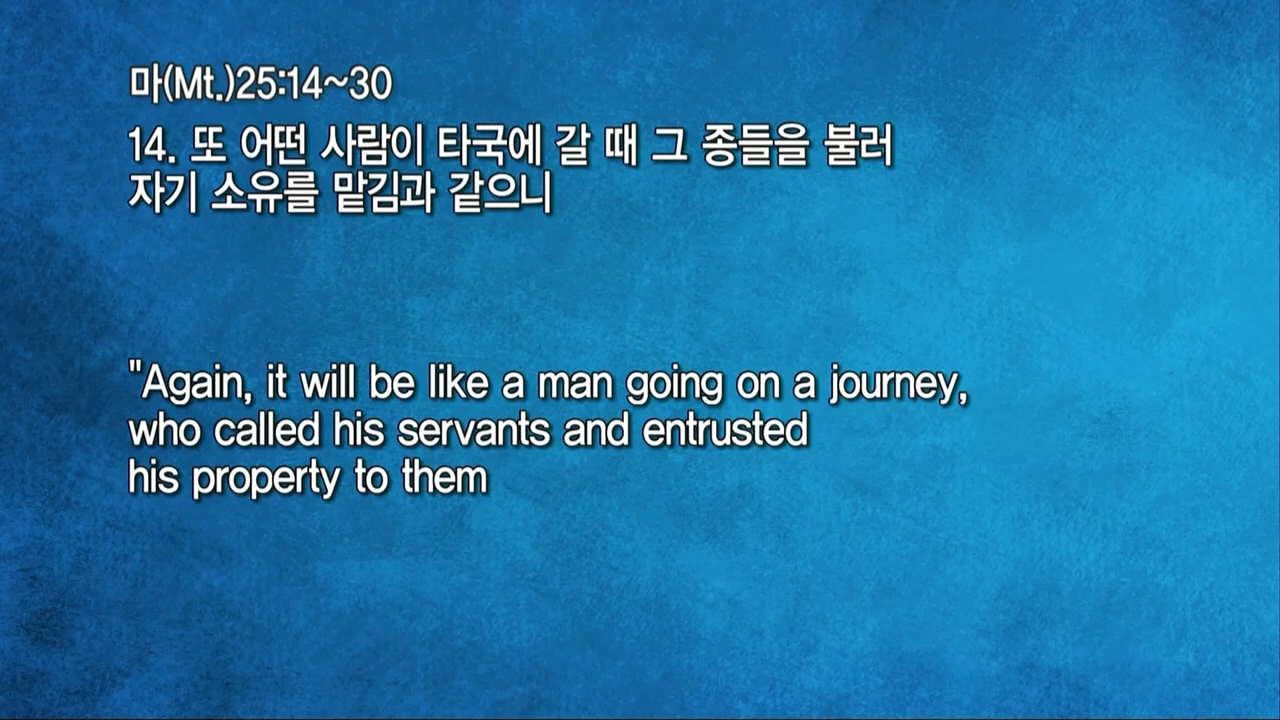 마(Mt.)25:14~30
14. 또 어떤 사람이 타국에 갈 때 그 종들을 불러
자기 소유를 맡김과 같으니
"Again, it will be like a man going on a journey,
who called his servants and entrusted
his property to them